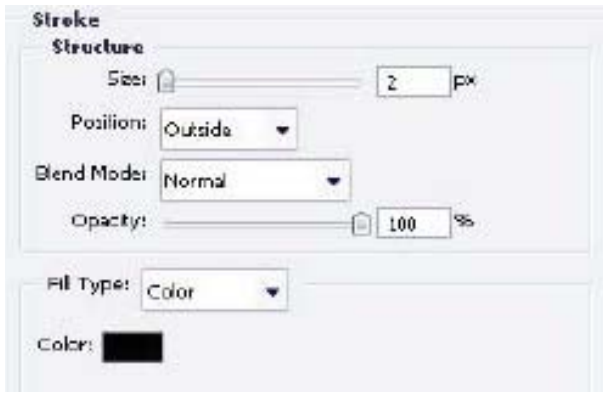 Stroke
Structure
Size: 2 px
Position: Outside
Blend Mode: Normal
Opacity: 100 %
Fill Type: Color
Color: